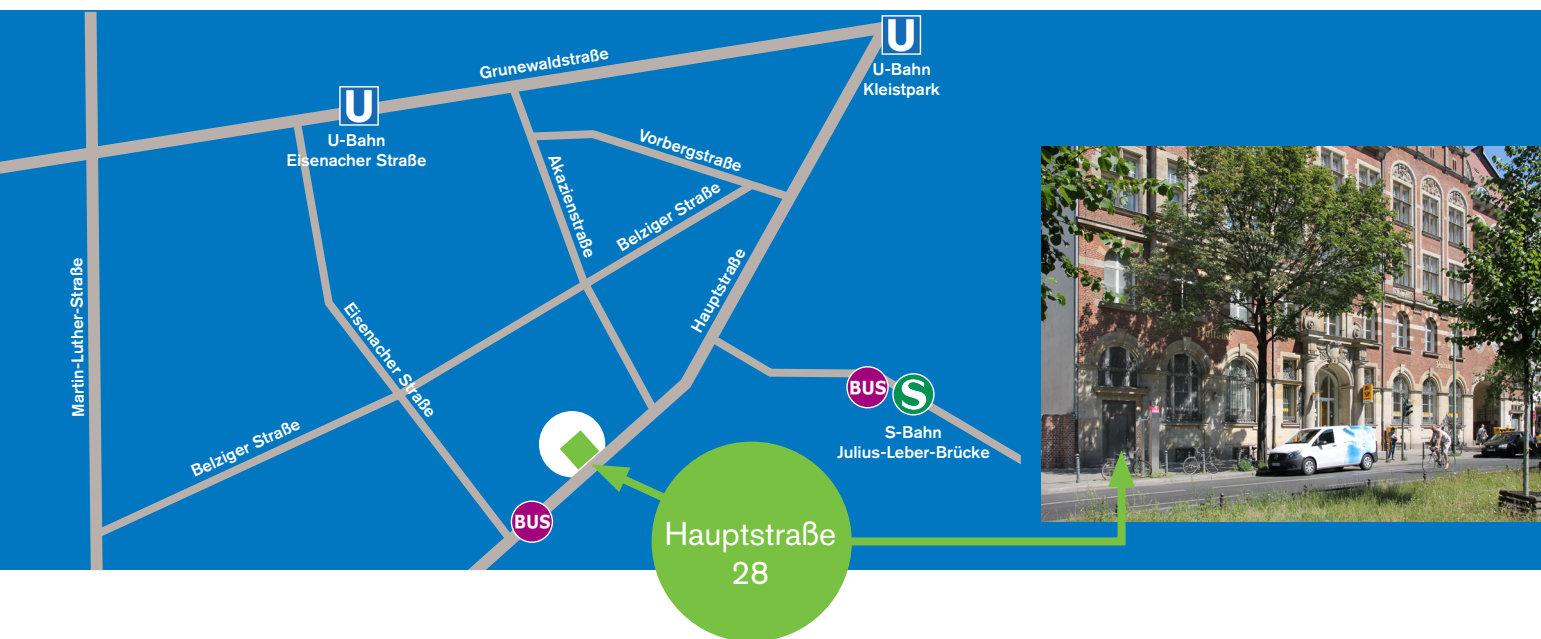 U
U-Bahn
Kleistpark
Grunewaldstraße
U
U-Bahn
Eisenacher Straße
Vorbergstraße
Akazienstraße
Belziger Straße
Hauptstraße
Martin-Luther-Straße
Eisenacher Straße
BUS
S
S-Bahn
Julius-Leber-Brücke
Belziger Straße
BUS
Hauptstraße
28